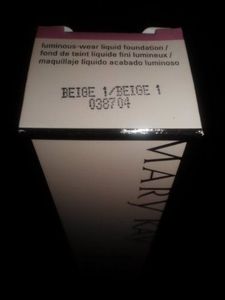 luminous-wear liquid foundation /
fond de teint liquide fini lumineux /
maquillaje líquido acabado luminoso
BEIGE 1/BEIGE 1
038704
MARY KAY